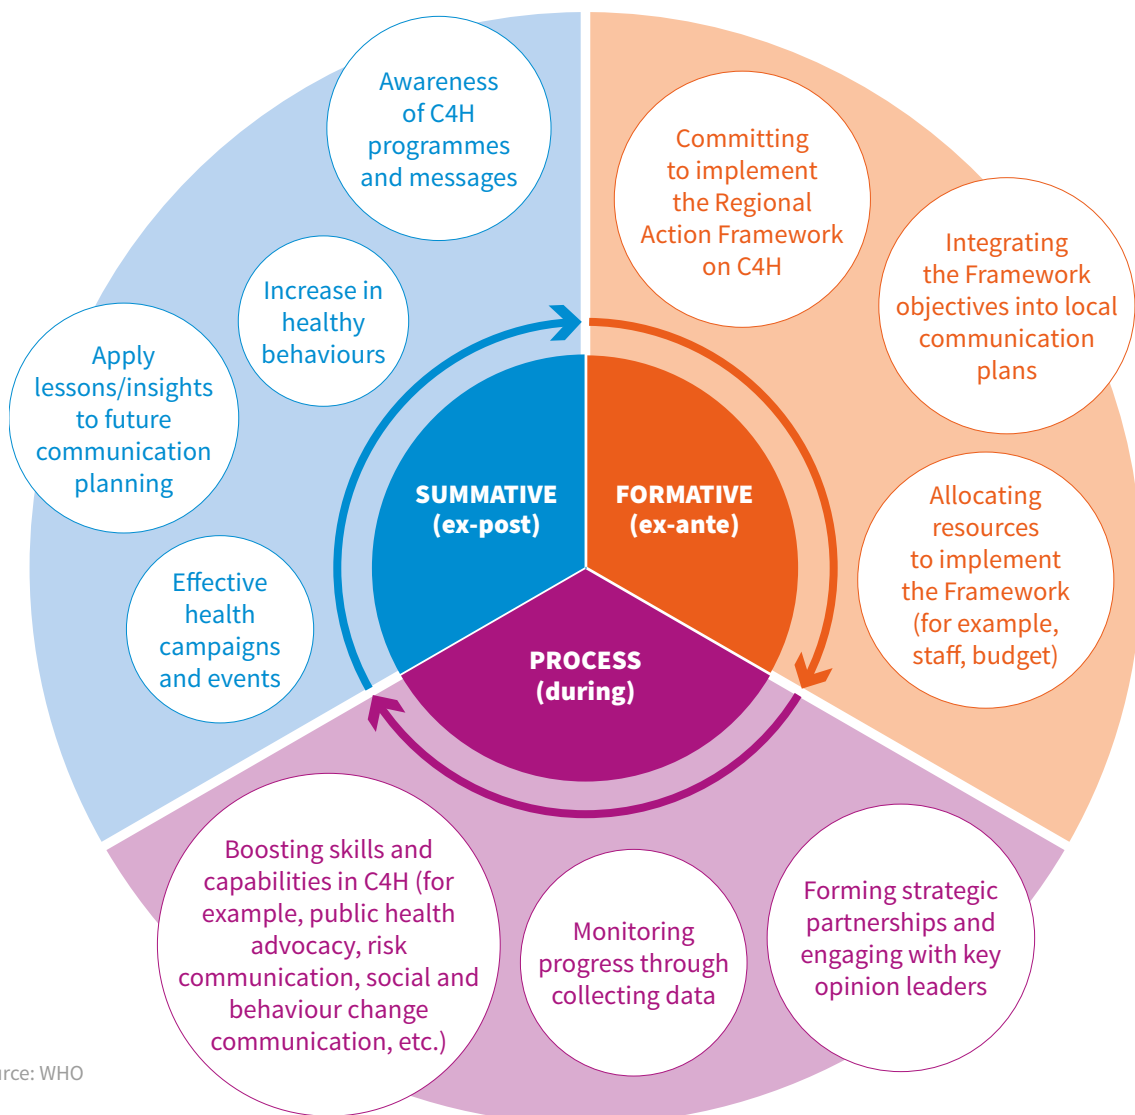 Awareness
of C4H
programmes
and messages
Increase in
healthy
behaviours
Apply
lessons/insights
to future
communication
planning
Effective
health
campaigns
and events
Committing
to implement
the Regional
Action Framework
on C4H
Integrating
the Framework
objectives into local
communication
plans
Allocating
resources
to implement
the Framework
(for example,
staff, budget)
SUMMATIVE
(ex-post)
FORMATIVE
(ex-ante)
PROCESS
(during)
Boosting skills and
capabilities in C4H (for
example, public health
advocacy, risk
communication, social and
behaviour change
communication, etc.)
Monitoring
progress through
collecting data
Forming strategic
partnerships and
engaging with key
opinion leaders
urce: WHO